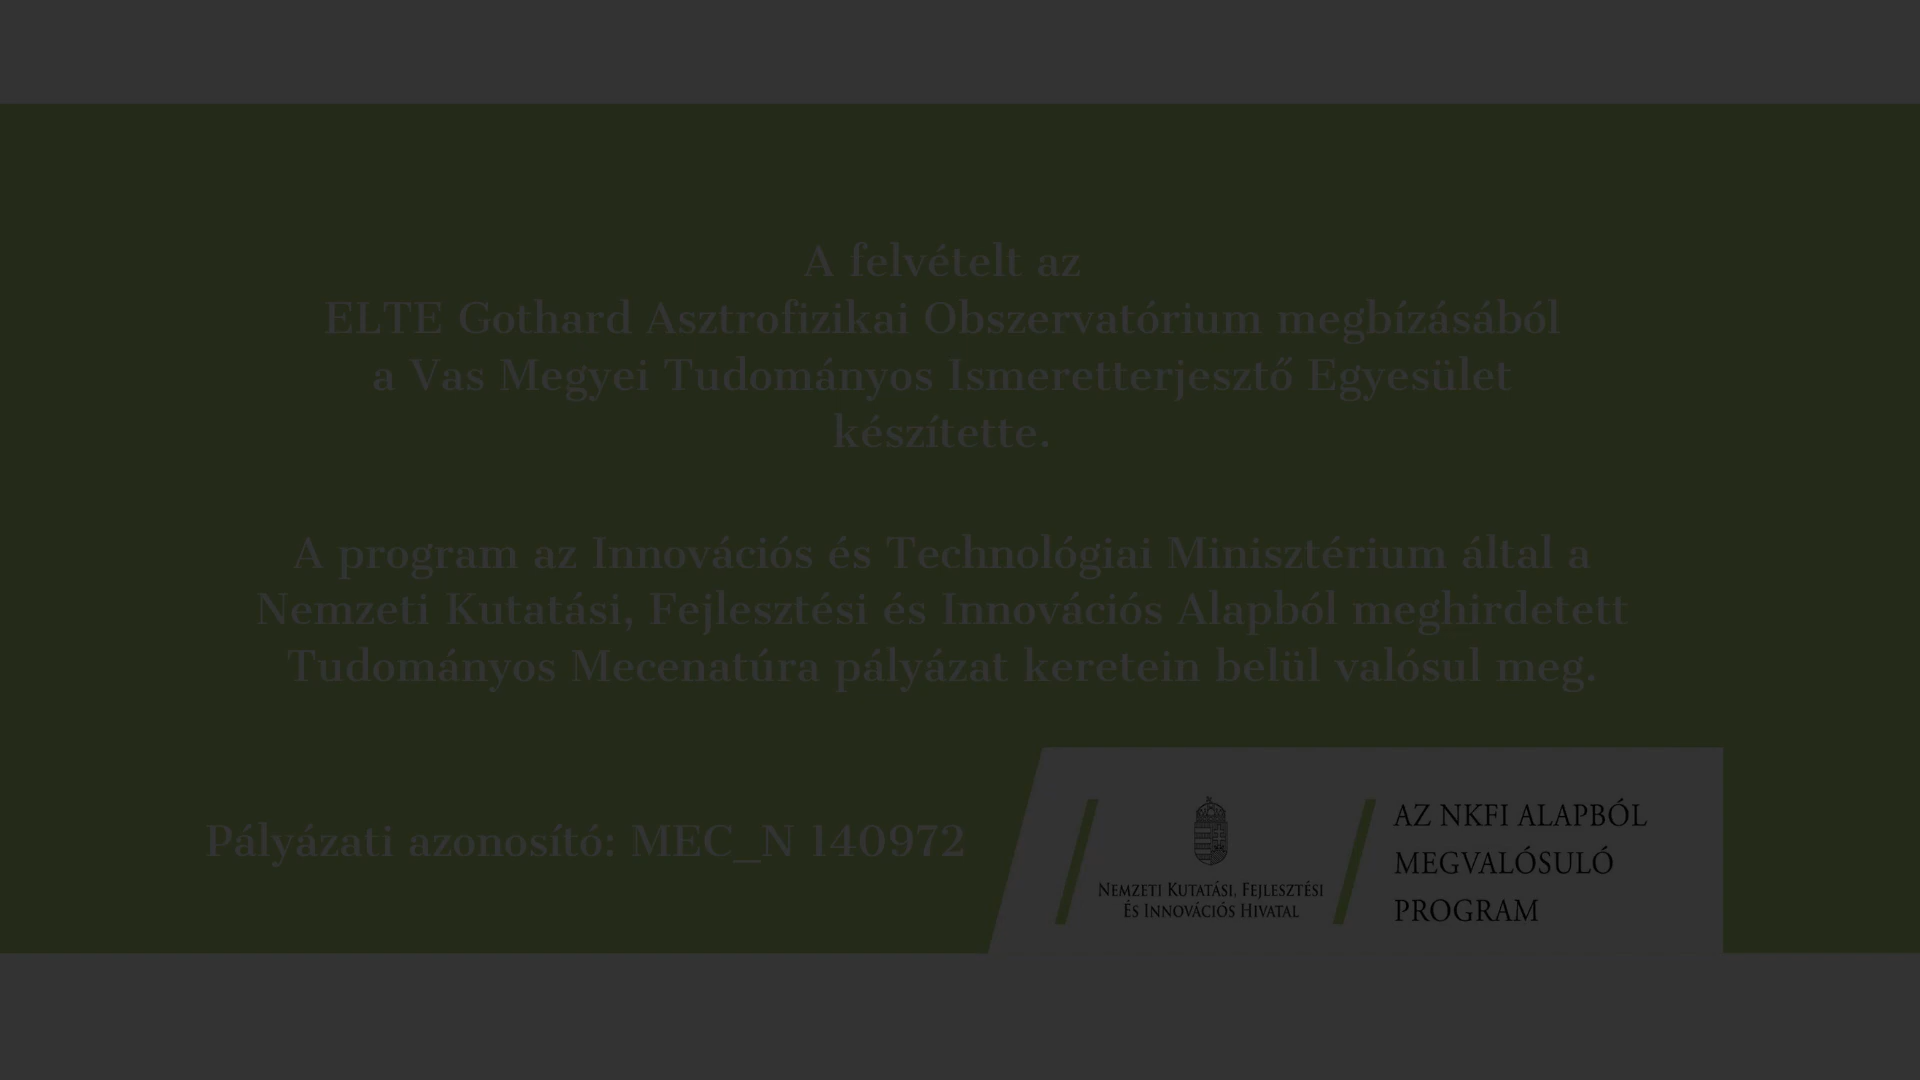 A felvételt az
ELTE Gothard Asztrofizikai Obszervatórium megbízásából
a Vas Megyei Tudományos Ismeretterjesztő Egyesület
készítette.
A program az Innovációs és Technológiai Minisztérium által a
Nemzeti Kutatási, Fejlesztési és Innovációs Alapból meghirdetett
Tudományos Mecenatúra pályázat keretein belül valósul meg.
Pályázati azonosító: MEC_N 140972
NEMZETI KUTATÁSI, FEJLESZTÉSI
ÉS INNOVÁCIÓS HIVATAL
AZ NKFI ALAPBÓL
MEGVALÓSULÓ
PROGRAM